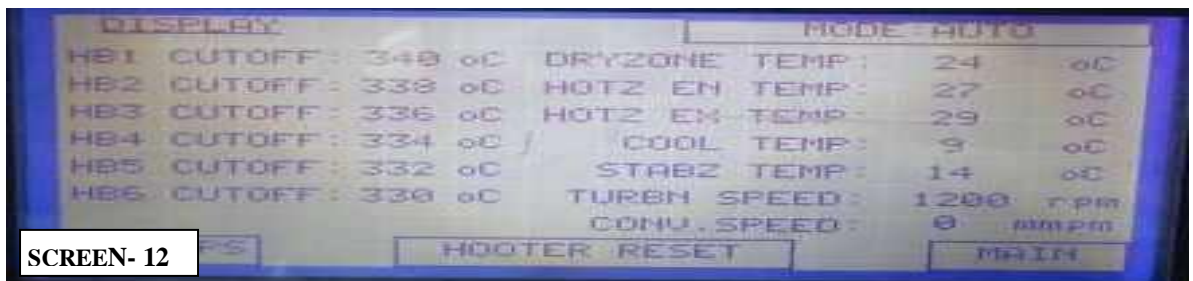 DISPLAY MODE:AUTO
HB1 CUTOFF: 340 oC DRYZONE TEMP: 24 oC
HB2 CUTOFF: 338 oC HOTZ EN TEMP: 27 oC
HB3 CUTOFF: 336 oC HOTZ EX TEMP: 29 oC
HB4 CUTOFF: 334 oC COOL TEMP: 9 oC
HB5 CUTOFF: 332 oC STABZ TEMP: 14 oC
HB6 CUTOFF: 330 oC TURBN SPEED: 1200 rpm
CONV.SPEED: 0 mmpm
SCREEN- 12 PS HOOTER RESET MAIN